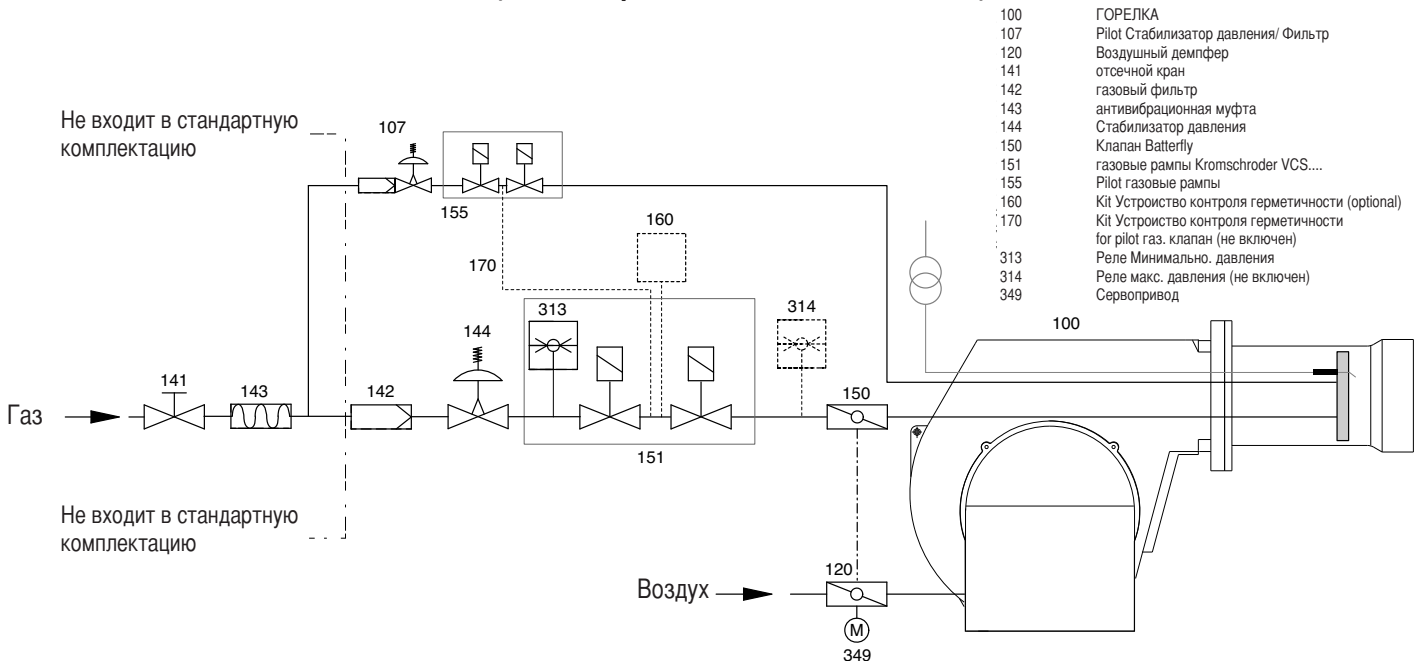 100 ГОРЕЛКА
107 Pilot Стабилизатор давления/ Фильтр
120 Воздушный демпфер
141 отсечной кран
142 газовый фильтр
143 антивибрационная муфта
144 Стабилизатор давления
150 Клапан Batterfly
151 газовые рампы Kromschroder VCS....
155 Pilot газовые рампы
160 Kit Устроиство контроля герметичности (optional)
170 Kit Устроиство контроля герметичности
for pilot газ. клапан (не включен)
313 Реле Минимально. давления
314 Реле макс. давления (не включен)
349 Сервопривод
Не входит в стандартную
комплектацию
107
155
160
170
313
314
100
144
141
143
142
150
Газ
151
Не входит в стандартную
комплектацию
120
Воздух
M
349